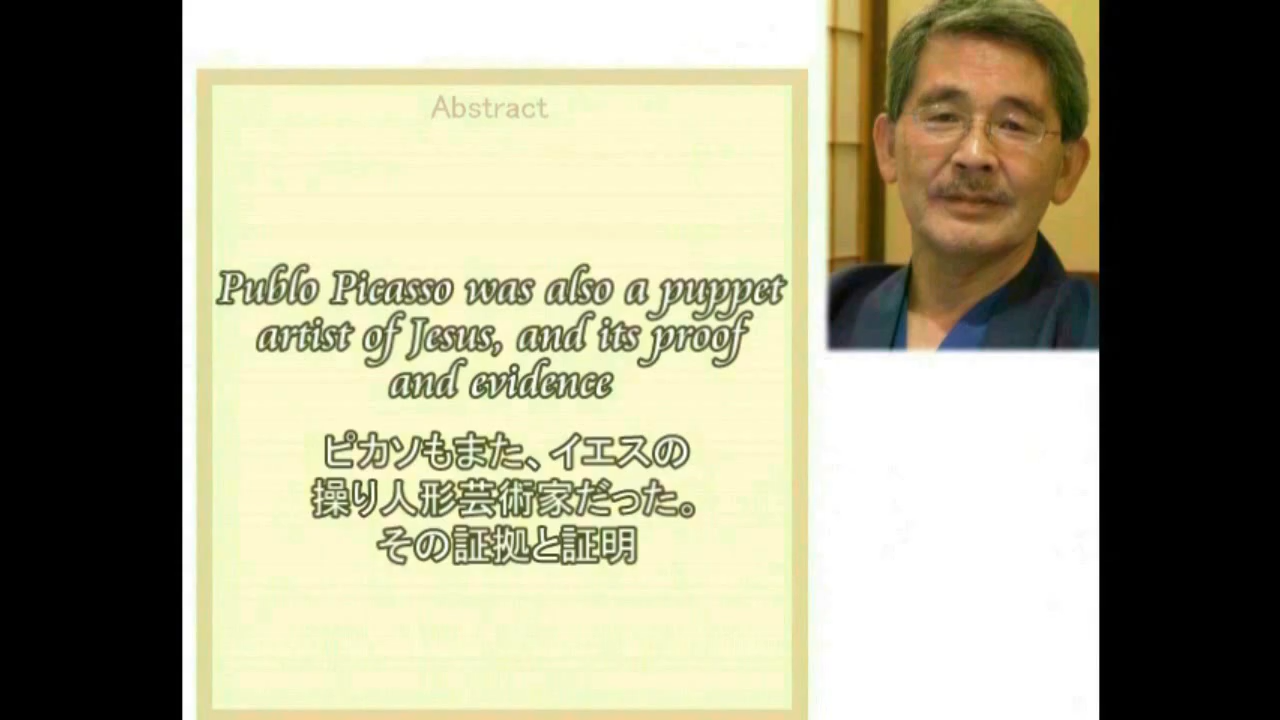 Abstract
Publo Picasso was also a puppet
artist of Jesus, and its proof
and evidence
ピカソもまた、イエスの
操り人形芸術家だった。
その証拠と証明